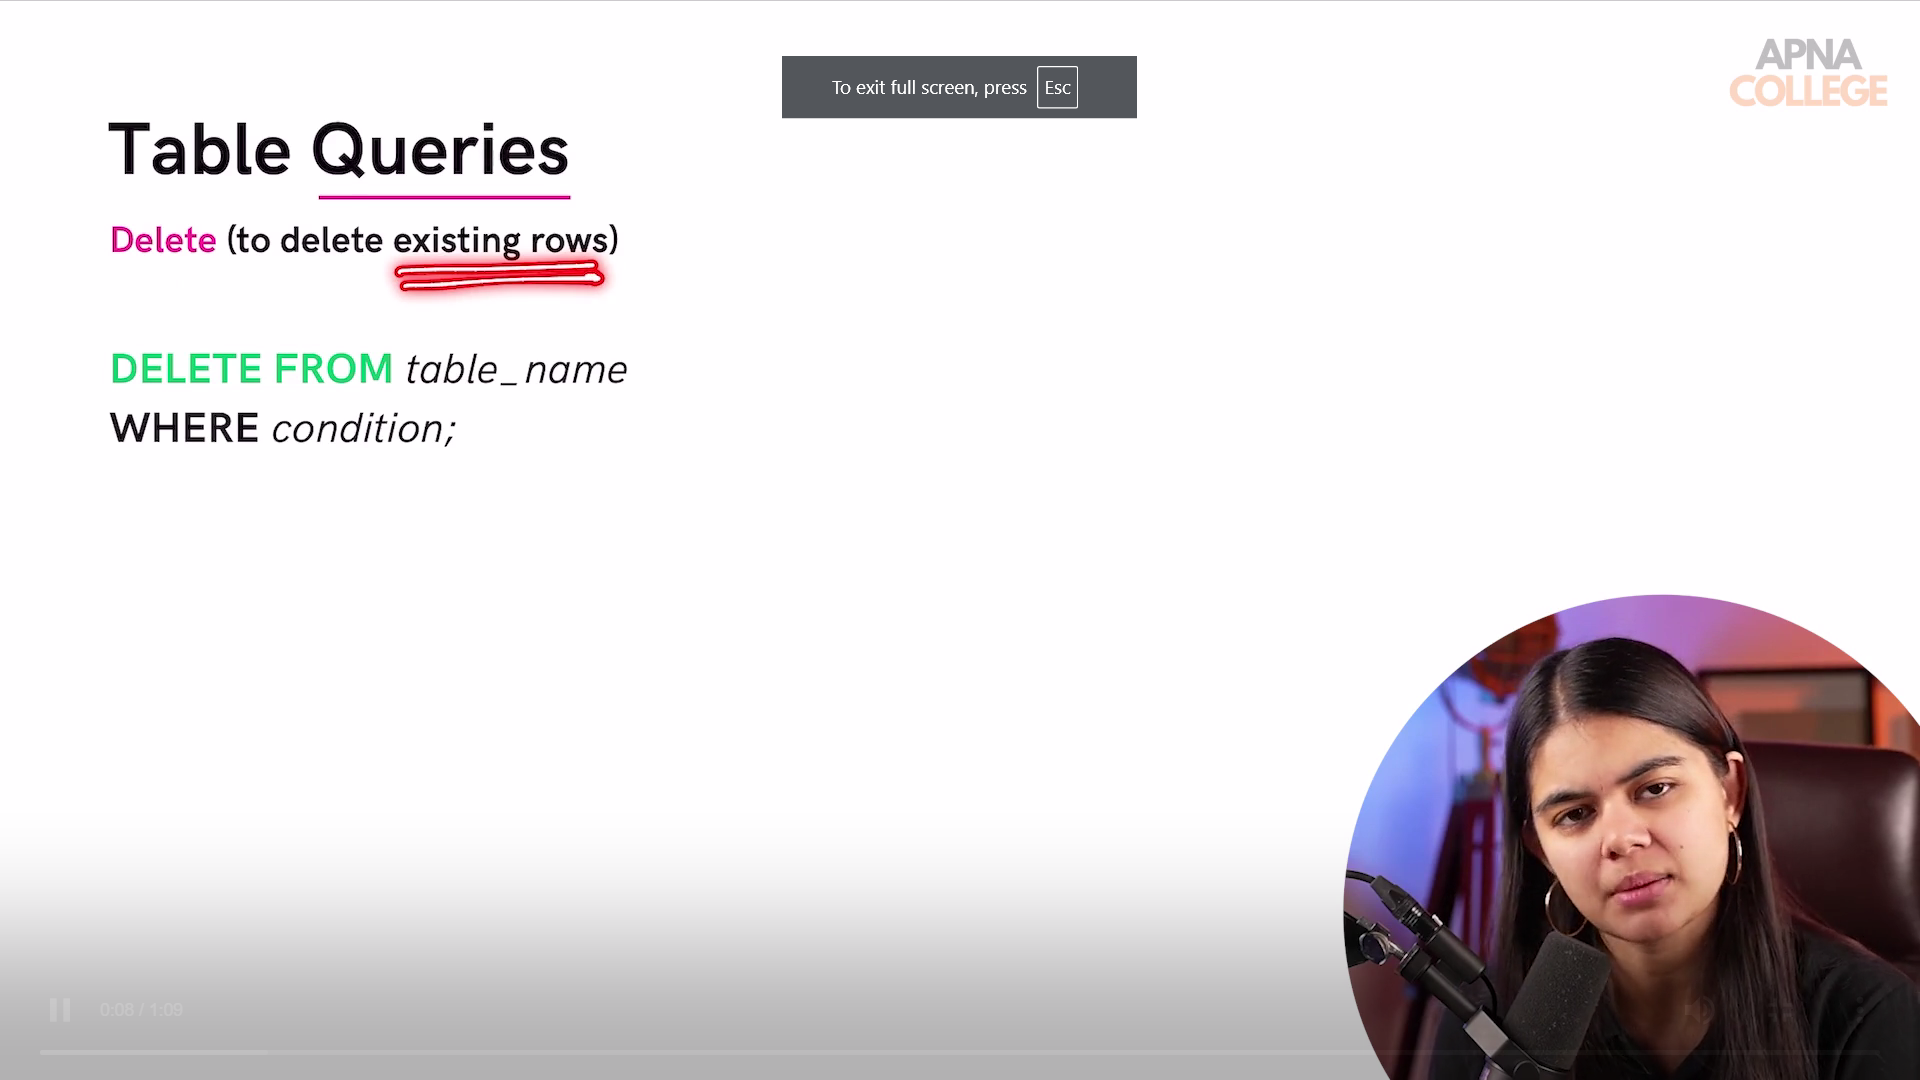 APNA
COLLEGE
To exit full screen, press Esc
Table Queries
Delete (to delete existing rows)
DELETE FROM table_name
WHERE condition;
0:08 / 1:09